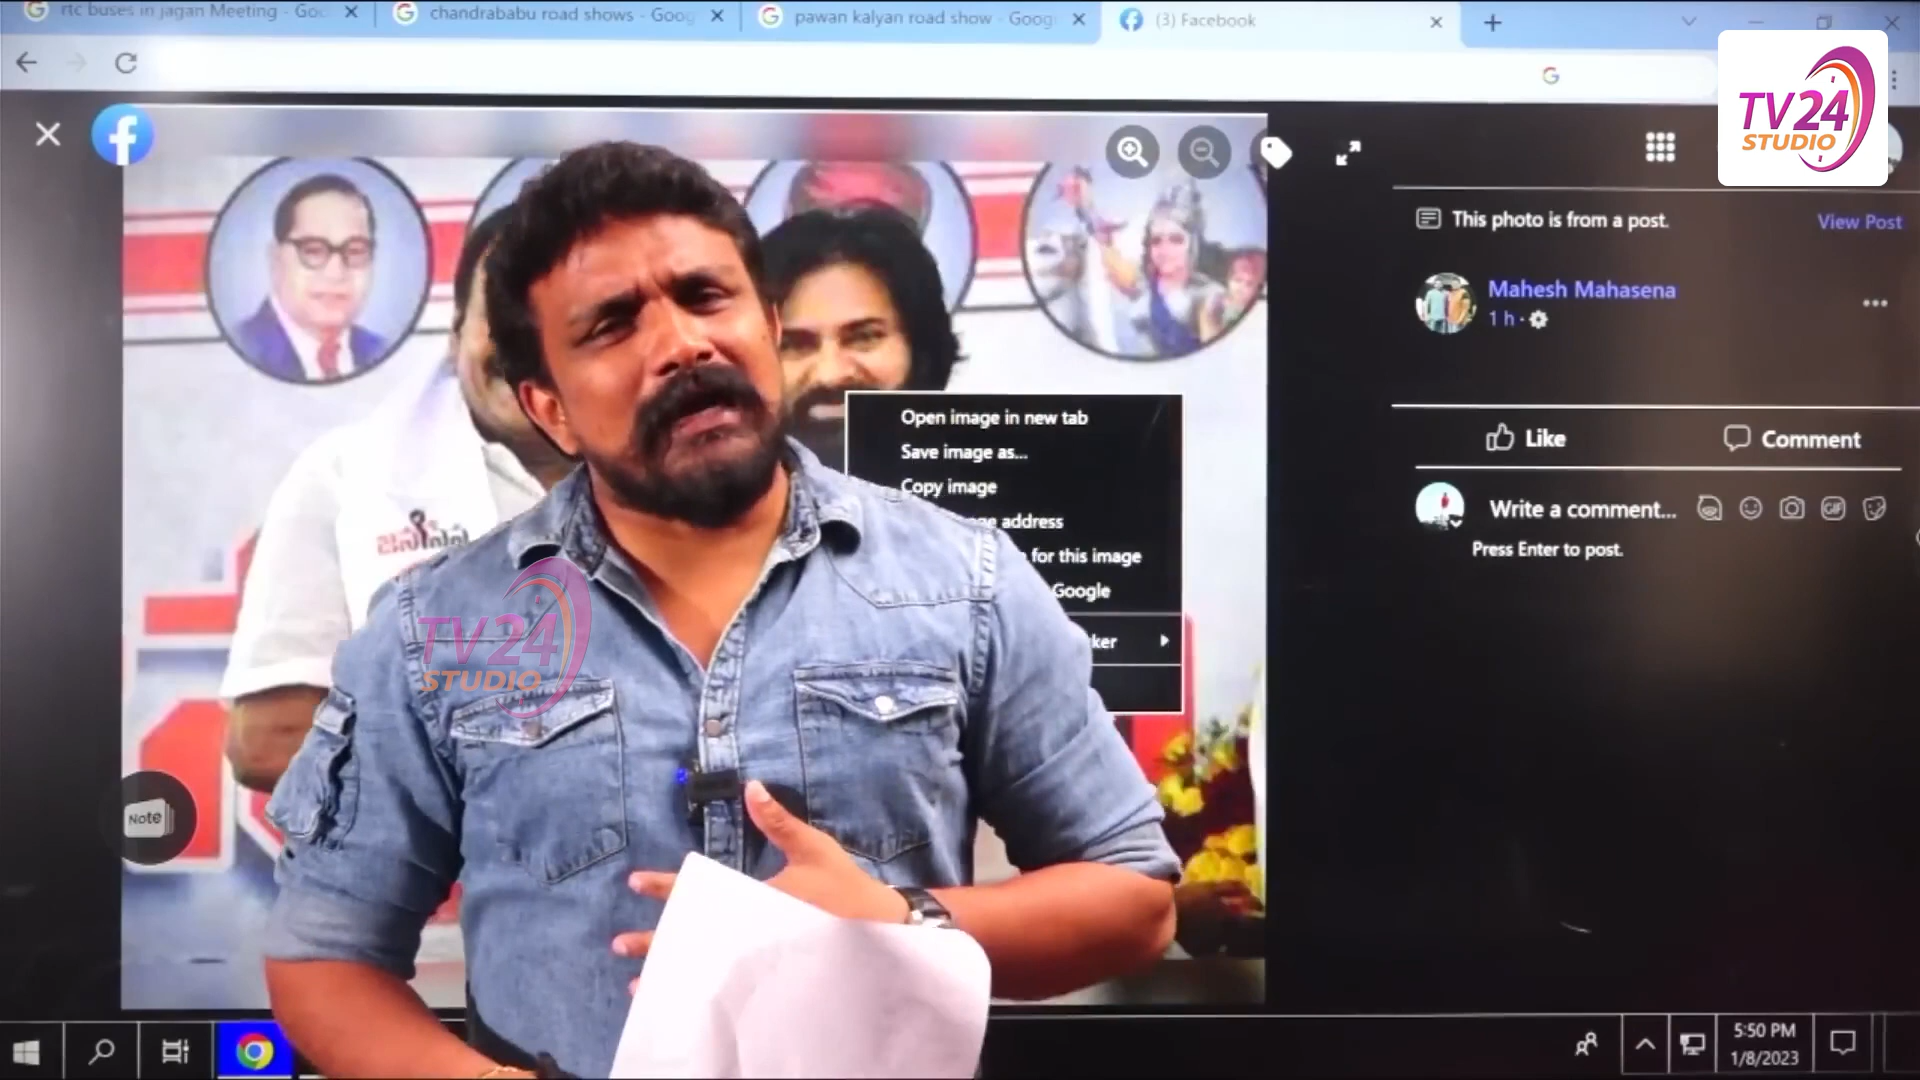 rtc buses in jagan Meeting - Goo
chandrababu road shows - Goog
pawan kalyan road show - Goog
(3) Facebook
TV24
STUDIO
This photo is from a post.
View Post
Mahesh Mahasena
1 h
Like
Comment
Write a comment...
GIF
Press Enter to post.
Open image in new tab
Save image as...
Copy image
address
for this image
Google
TV24
STUDIO
Note
5:50 PM
1/8/2023